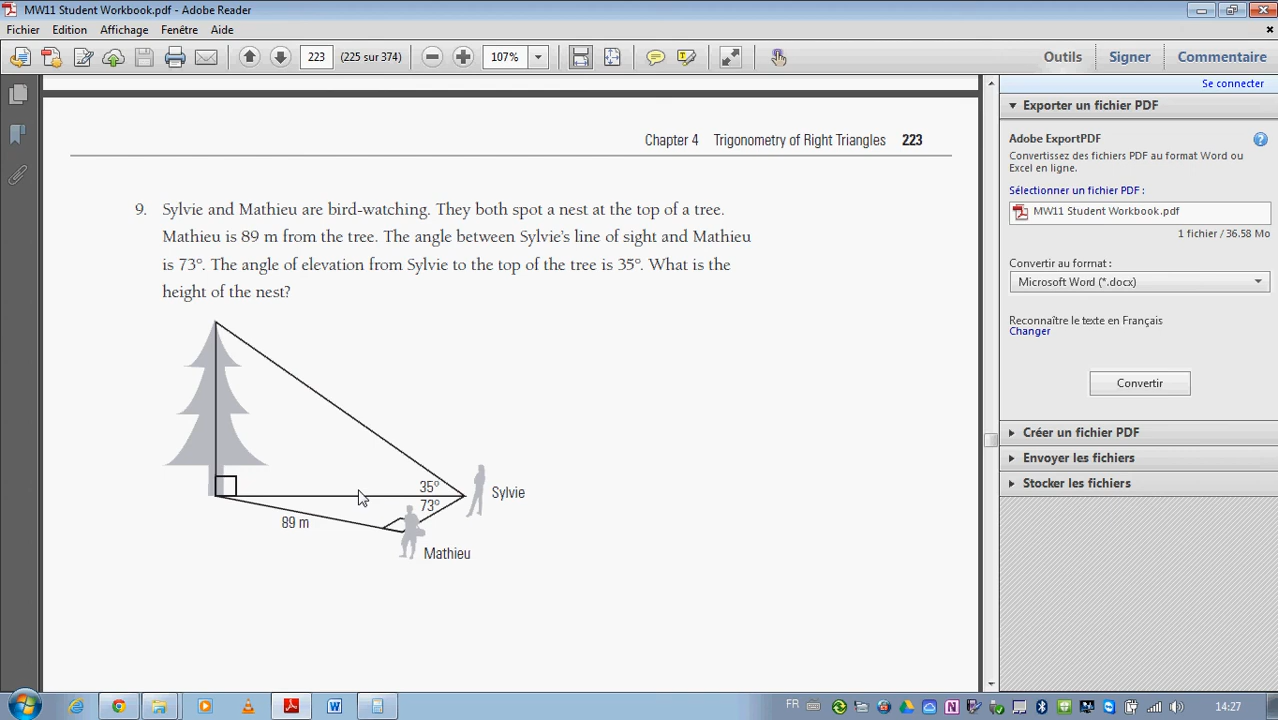 MW11 Student Workbook.pdf - Adobe Reader
Fichier Edition Affichage Fenêtre Aide
223 (225 sur 374) 107% Outils Signer Commentaire
Se connecter
Chapter 4 Trigonometry of Right Triangles 223
9. Sylvie and Mathieu are bird-watching. They both spot a nest at the top of a tree.
Mathieu is 89 m from the tree. The angle between Sylvie's line of sight and Mathieu
is 73°. The angle of elevation from Sylvie to the top of the tree is 35°. What is the
height of the nest?
35°
73°
Sylvie
89 m
Mathieu
Exporter un fichier PDF
Adobe ExportPDF
Convertissez des fichiers PDF au format Word ou
Excel en ligne.
Sélectionner un fichier PDF :
MW11 Student Workbook.pdf
1 fichier / 36.58 Mo
Convertir au format :
Microsoft Word (*.docx)
Reconnaître le texte en Français
Changer
Convertir
Créer un fichier PDF
Envoyer les fichiers
Stocker les fichiers
FR 14:27